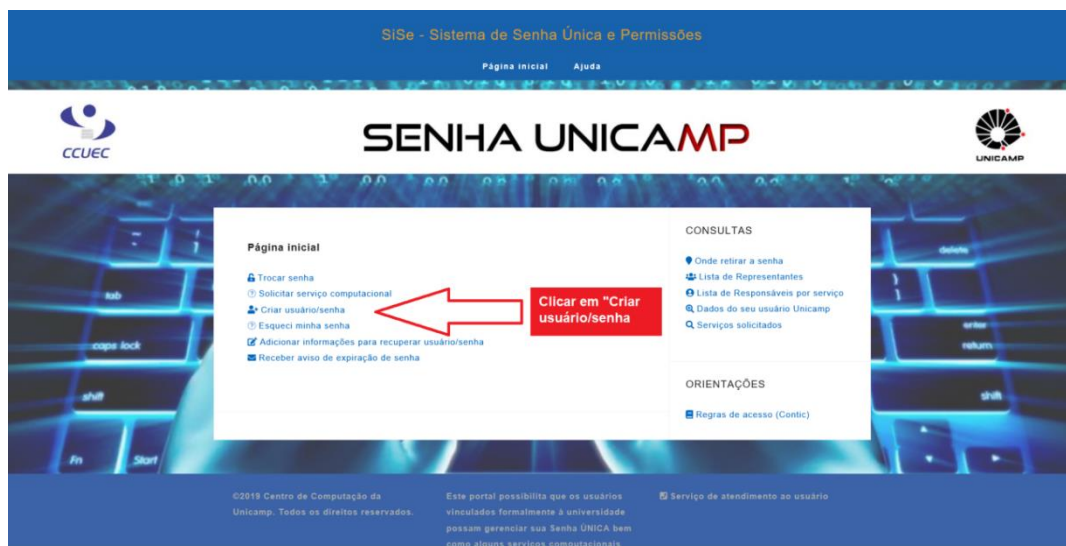 SiSe - Sistema de Senha Única e Permissões
Página inicial Ajuda
CCUEC
SENHA UNICAMP
UNICAMP
Página inicial
Trocar senha
Solicitar serviço computacional
Criar usuário/senha
Esqueci minha senha
Adicionar informações para recuperar usuário/senha
Receber aviso de expiração de senha
Clicar em "Criar
usuário/senha
CONSULTAS
Onde retirar a senha
Lista de Representantes
Lista de Responsáveis por serviço
Dados do seu usuário Unicamp
Serviços solicitados
ORIENTAÇÕES
Regras de acesso (Contic)
tab
caps lock
shift
Fn
Start
delete
enter
return
shift
©2019 Centro de Computação da
Unicamp. Todos os direitos reservados.
Este portal possibilita que os usuários
vinculados formalmente à universidade
possam gerenciar sua Senha ÚNICA bem
como alguns serviços computacionais
Serviço de atendimento ao usuário